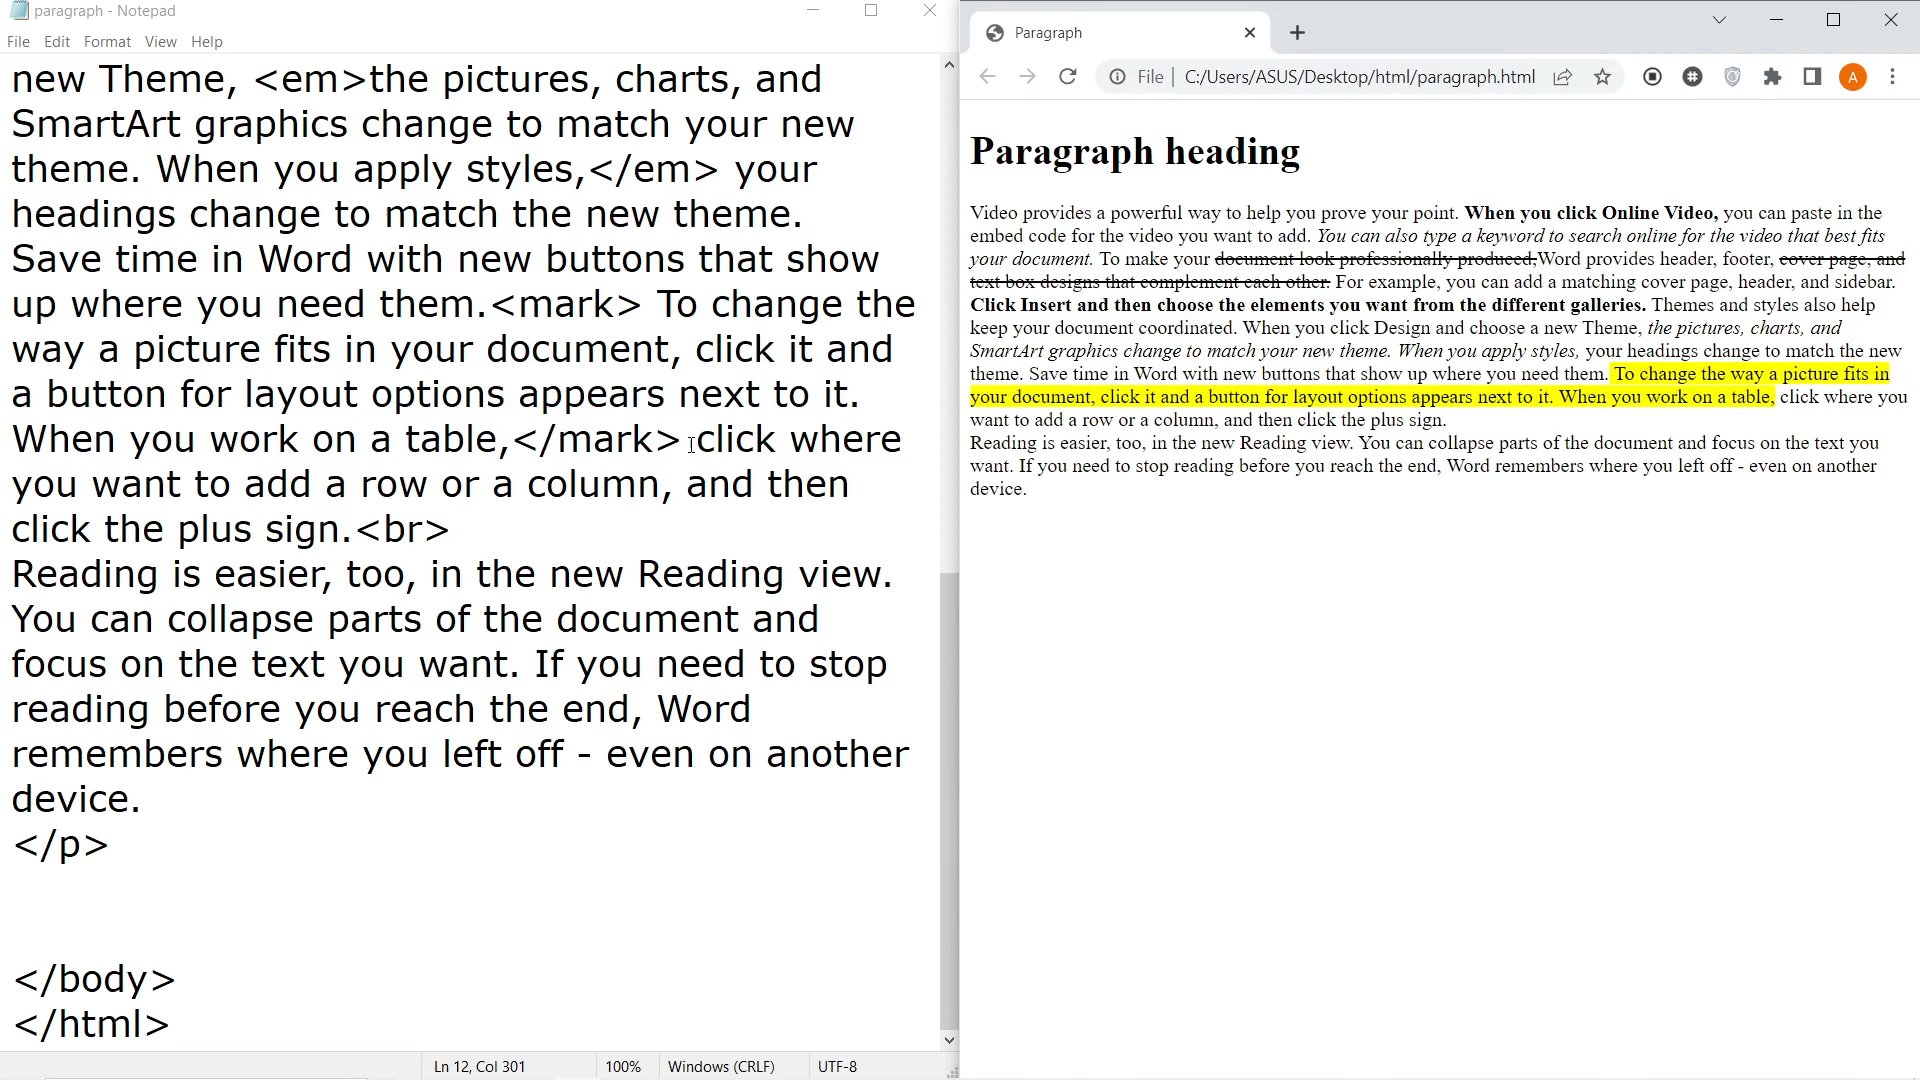 paragraph - Notepad
File Edit Format View Help
new Theme, <em>the pictures, charts, and
SmartArt graphics change to match your new
theme. When you apply styles,</em> your
headings change to match the new theme.
Save time in Word with new buttons that show
up where you need them.<mark> To change the
way a picture fits in your document, click it and
a button for layout options appears next to it.
When you work on a table,</mark> click where
you want to add a row or a column, and then
click the plus sign.<br>
Reading is easier, too, in the new Reading view.
You can collapse parts of the document and
focus on the text you want. If you need to stop
reading before you reach the end, Word
remembers where you left off - even on another
device.
</p>
</body>
</html>
Ln 12, Col 301 100% Windows (CRLF) UTF-8
Paragraph
File C:/Users/ASUS/Desktop/html/paragraph.html A
Paragraph heading
Video provides a powerful way to help you prove your point. When you click Online Video, you can paste in the
embed code for the video you want to add. You can also type a keyword to search online for the video that best fits
your document. To make your document look professionally produced,Word provides header, footer, cover page, and
text box designs that complement each other. For example, you can add a matching cover page, header, and sidebar.
Click Insert and then choose the elements you want from the different galleries. Themes and styles also help
keep your document coordinated. When you click Design and choose a new Theme, the pictures, charts, and
SmartArt graphics change to match your new theme. When you apply styles, your headings change to match the new
theme. Save time in Word with new buttons that show up where you need them. To change the way a picture fits in
your document, click it and a button for layout options appears next to it. When you work on a table, click where you
want to add a row or a column, and then click the plus sign.
Reading is easier, too, in the new Reading view. You can collapse parts of the document and focus on the text you
want. If you need to stop reading before you reach the end, Word remembers where you left off - even on another
device.